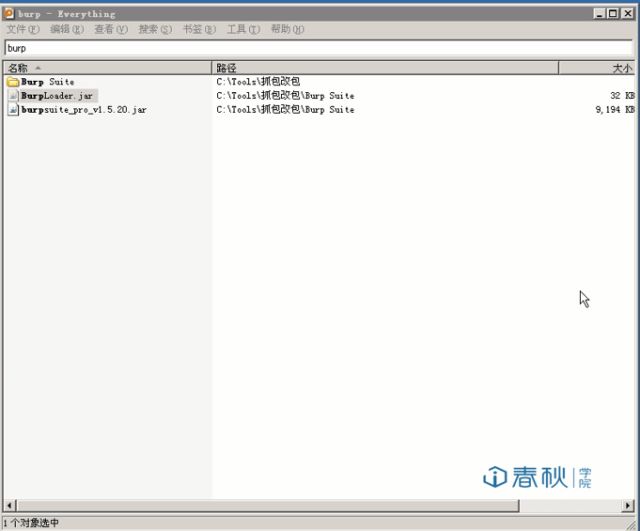 burp - Everything
文件(F) 编辑(E) 查看(V) 搜索(S) 书签(B) 工具(T) 帮助(H)
burp
名称 路径 大小
Burp Suite C:\Tools\抓包改包
BurpLoader.jar C:\Tools\抓包改包\Burp Suite 32 KB
burpsuite_pro_v1.5.20.jar C:\Tools\抓包改包\Burp Suite 9,194 KB
春秋 学院
1 个对象选中